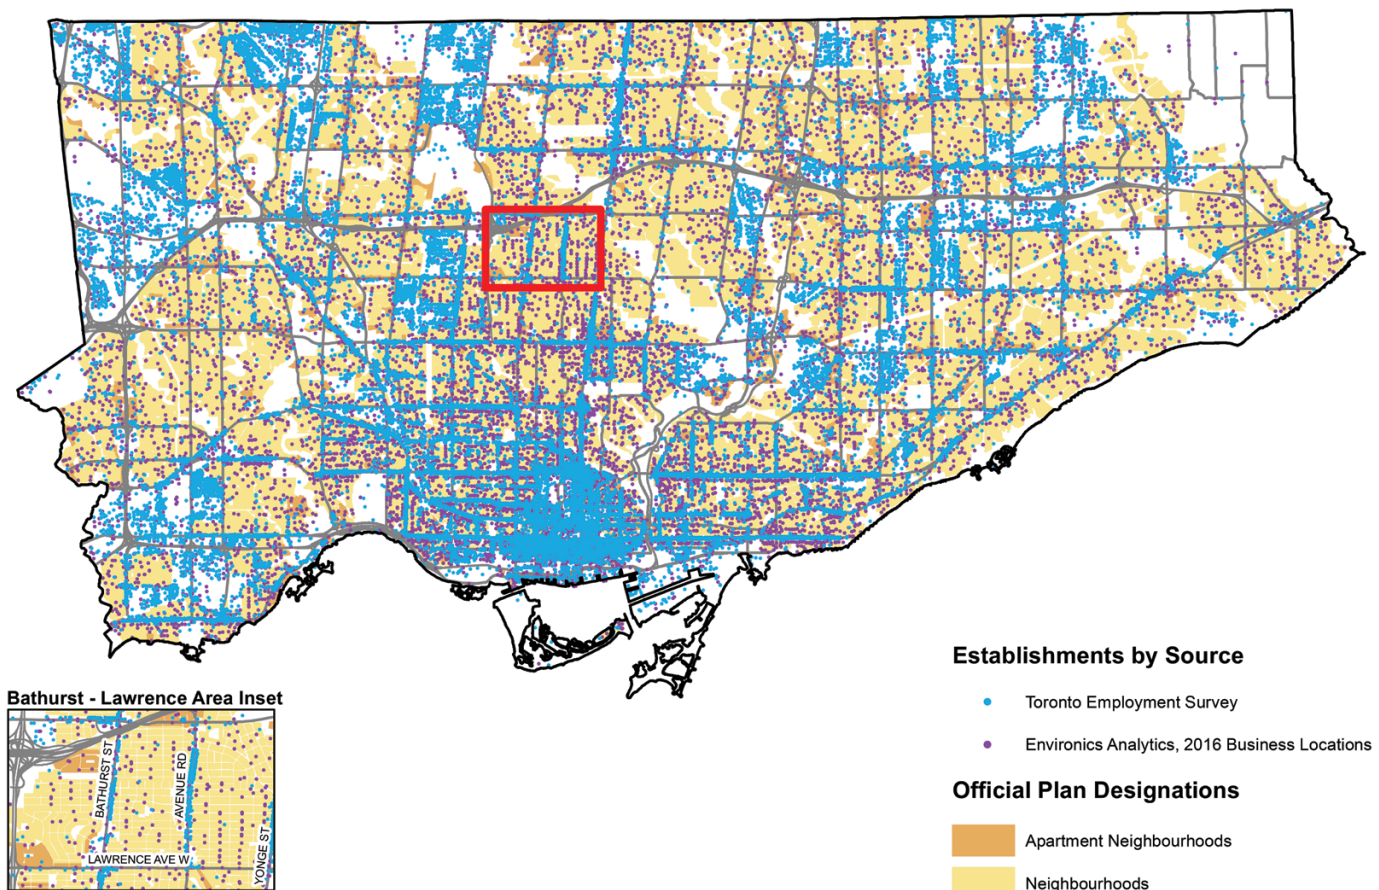 Establishments by Source
Toronto Employment Survey
Environics Analytics, 2016 Business Locations
Official Plan Designations
Apartment Neighbourhoods
Neighbourhoods
Bathurst - Lawrence Area Inset
BATHURST ST
AVENUE RD
LAWRENCE AVE W
YONGE ST